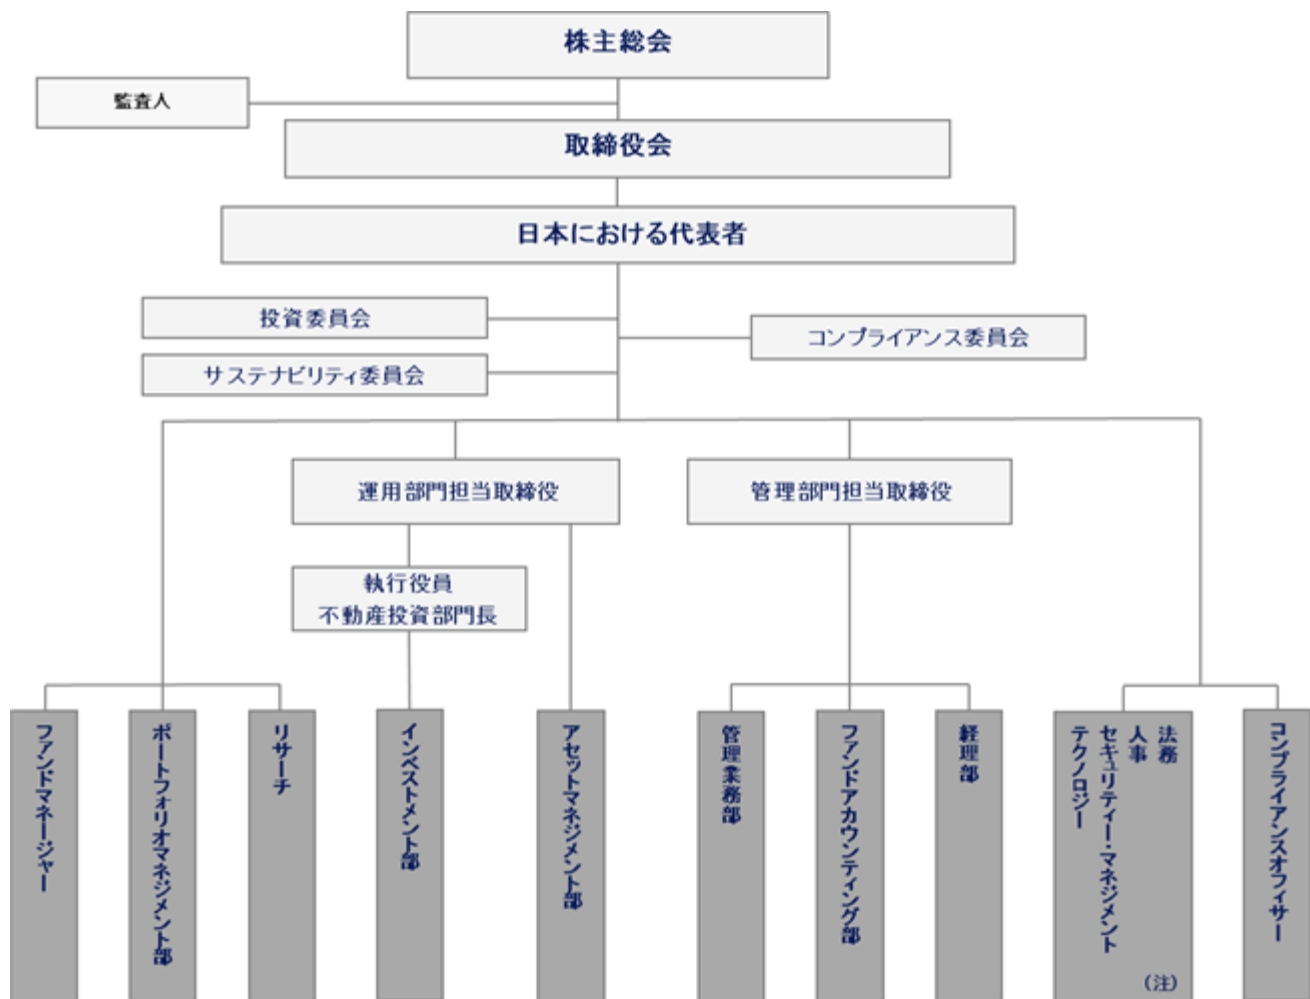 株主総会
監査人
取締役会
日本における代表者
投資委員会
コンプライアンス委員会
サステナビリティ委員会
運用部門担当取締役
管理部門担当取締役
執行役員
不動産投資部門長
ファンドマネージャー
ポートフォリオマネジメント部
リサーチ
インベストメント部
アセットマネジメント部
管理業務部
ファンドアカウンティング部
経理部
法務
人事
セキュリティー・マネジメント
テクノロジー
（注）
コンプライアンスオフィサー